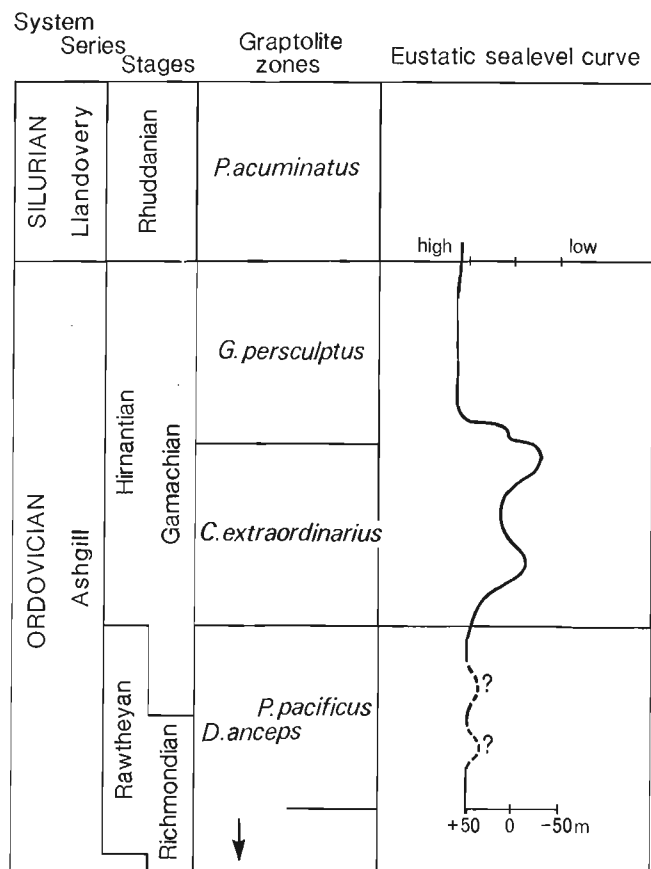 System
Series
Stages
Graptolite
zones
Eustatic sealevel curve
SILURIAN
Llandovery
Rhuddanian
P.acuminatus
high
low
ORDOVICIAN
Ashgill
Hirnantian
Gamachian
G.persculptus
C.extraordinarius
Rawtheyan
Richmondian
P.pacificus
D.anceps
?
?
+50 0 -50m